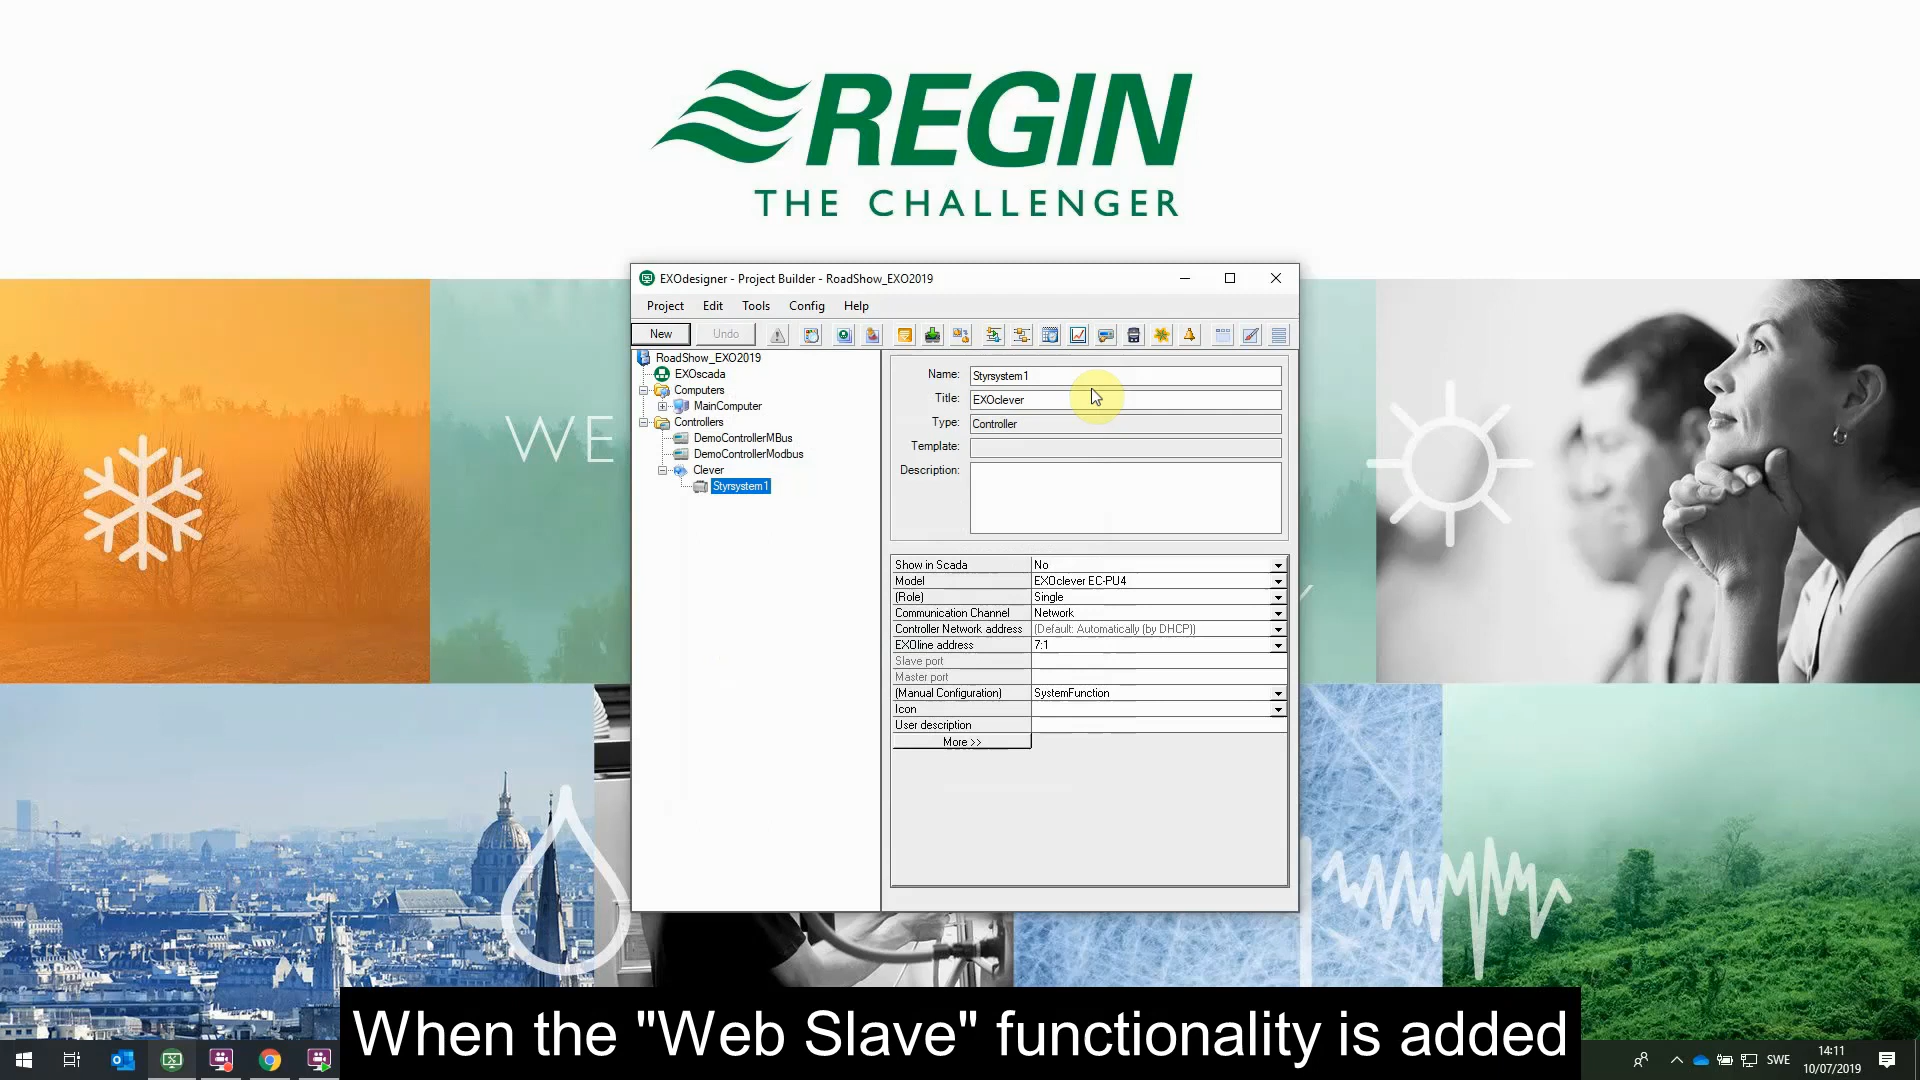 REGIN
THE CHALLENGER
WE
EXOdesigner - Project Builder - RoadShow_EXO2019
Project Edit Tools Config Help
New Undo
RoadShow_EXO2019
EXOscada
Computers
MainComputer
Controllers
DemoControllerMBus
DemoControllerModbus
Clever
Styrsystem1
Name: Styrsystem1
Title: EXOclever
Type: Controller
Template:
Description:
Show in Scada No
Model EXOclever EC-PU4
(Role) Single
Communication Channel Network
Controller Network address (Default: Automatically (by DHCP))
EXOline address 7:1
Slave port
Master port
(Manual Configuration) SystemFunction
Icon
User description
More >>
When the "Web Slave" functionality is added
SWE
14:11
10/07/2019